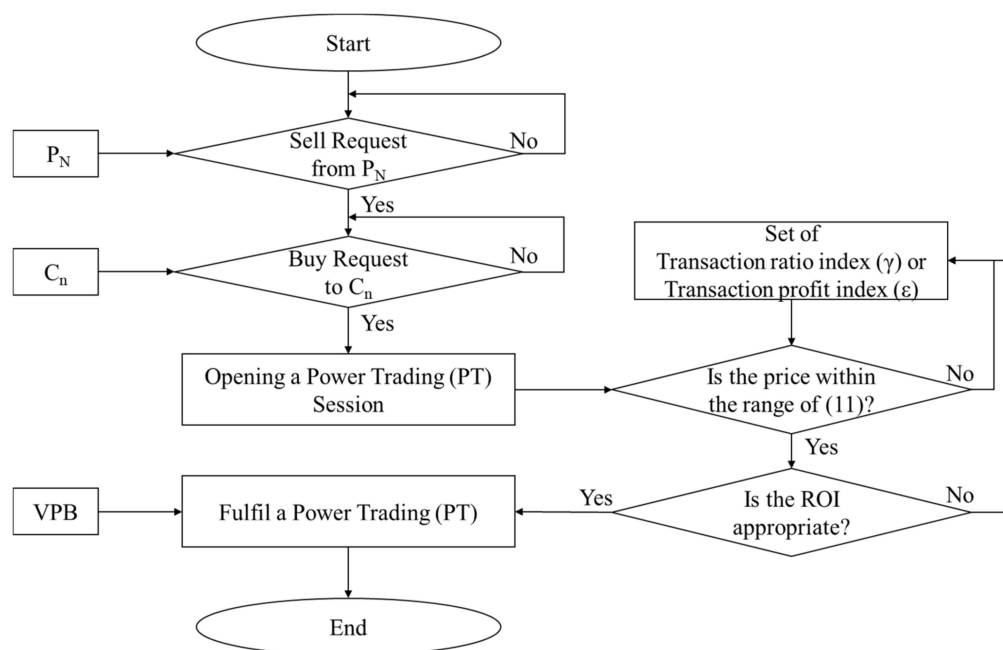 Start
P_N
Sell Request
from P_N
No
Yes
C_n
Buy Request
to C_n
No
Yes
Set of
Transaction ratio index (γ) or
Transaction profit index (ε)
Opening a Power Trading (PT)
Session
Is the price within
the range of (11)?
No
Yes
VPB
Fulfil a Power Trading (PT)
Yes
Is the ROI
appropriate?
No
End